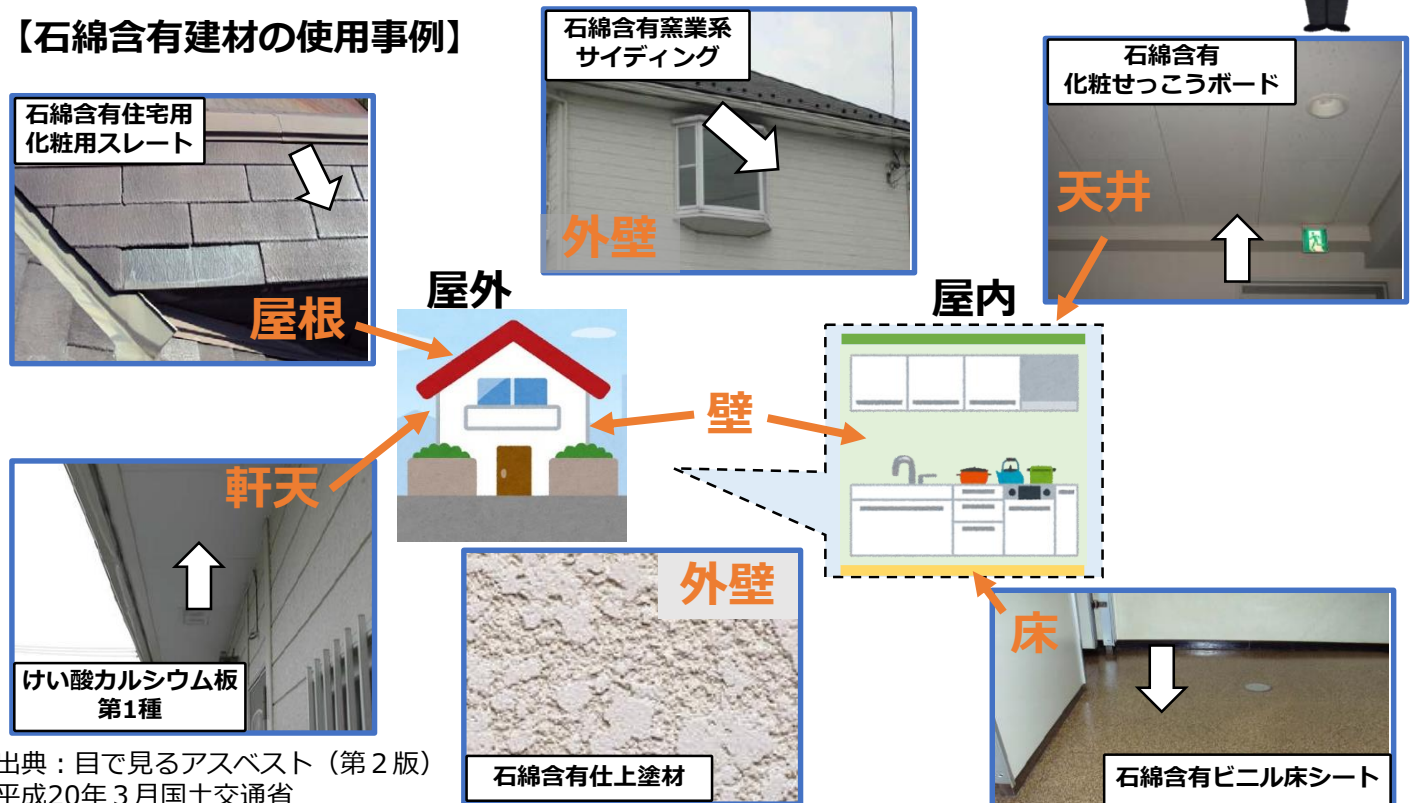 【石綿含有建材の使用事例】
石綿含有窯業系
サイディング
石綿含有
化粧せっこうボード
石綿含有住宅用
化粧用スレート
天井
外壁
屋外
屋内
屋根
壁
軒天
外壁
床
けい酸カルシウム板
第1種
石綿含有仕上塗材
石綿含有ビニル床シート
出典：目で見るアスベスト（第２版）
平成20年３月国土交通省